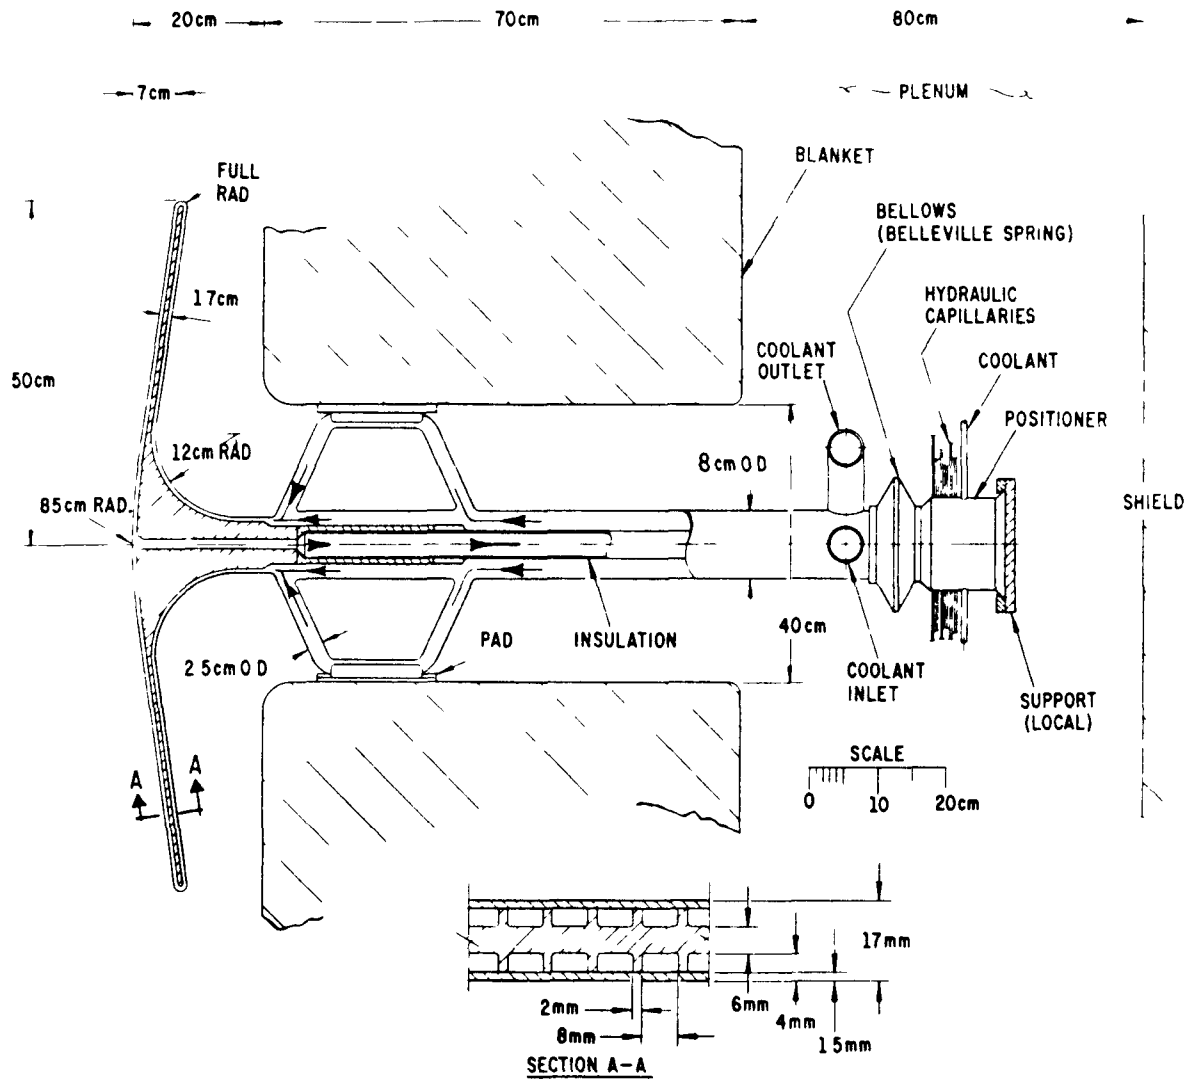 20cm
70cm
80cm
7cm
PLENUM
BLANKET
FULL
RAD
BELLOWS
(BELLEVILLE SPRING)
17cm
HYDRAULIC
CAPILLARIES
COOLANT
OUTLET
COOLANT
50cm
POSITIONER
12cm RAD
8cm O D
85cm RAD
SHIELD
PAD
INSULATION
40cm
25cm O D
COOLANT
INLET
SUPPORT
(LOCAL)
A
A
SCALE
0
10
20cm
17mm
2mm
6mm
4mm
8mm
15mm
SECTION A-A